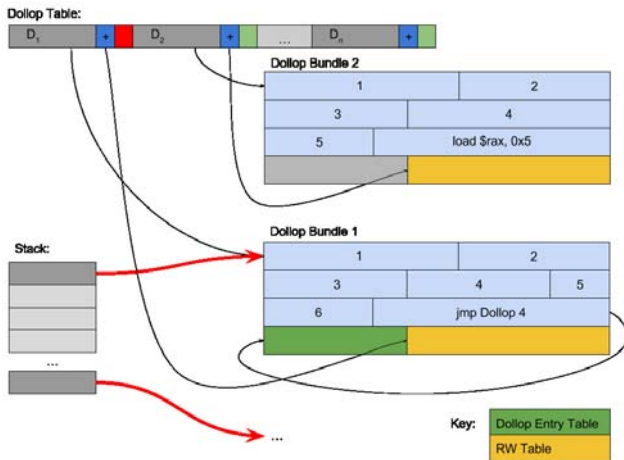 Dollop Table:
D1 + D2 + ... Dn +
Dollop Bundle 2
1 2
3 4
5 load $rax, 0x5
Stack:
Dollop Bundle 1
1 2
3 4 5
6 jmp Dollop 4
...
...
Key: Dollop Entry Table
RW Table